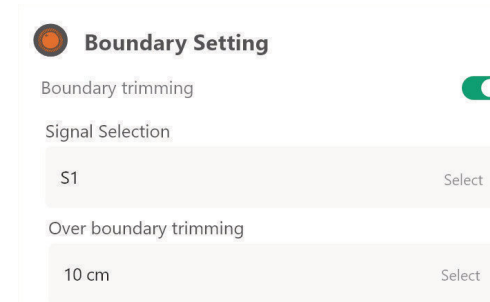 Boundary Setting
Boundary trimming
Signal Selection
S1 Select
Over boundary trimming
10 cm Select